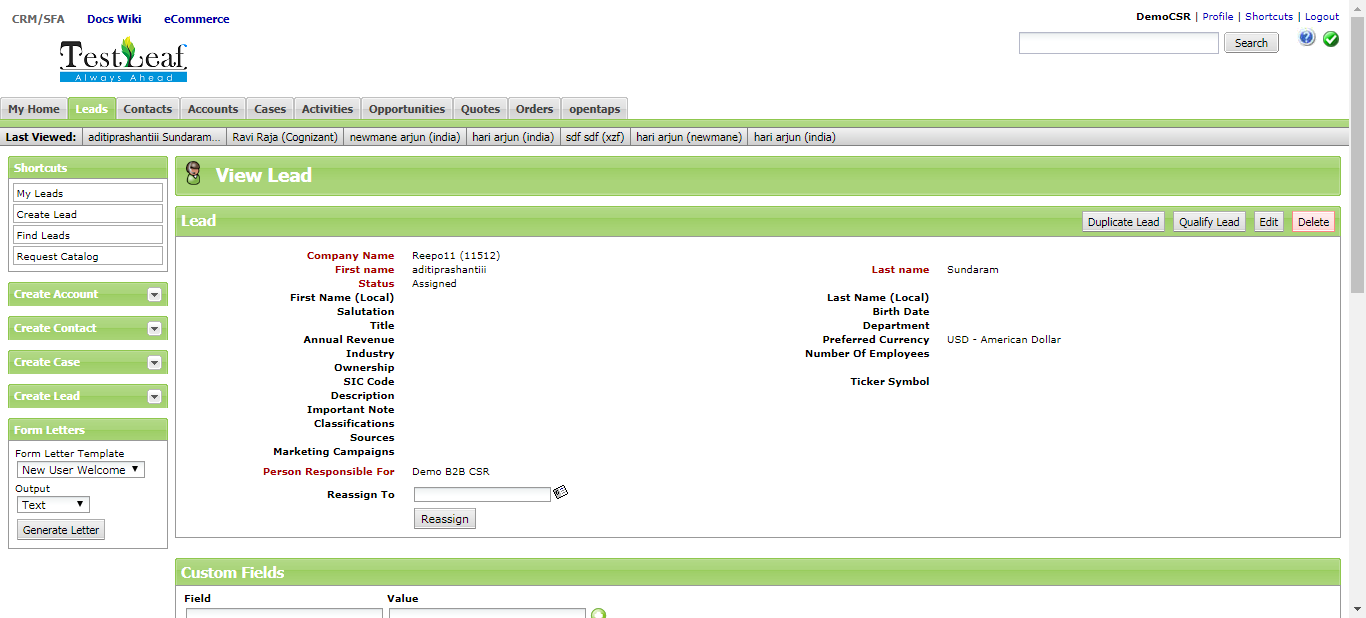 CRM/SFA Docs Wiki eCommerce
DemoCSR | Profile | Shortcuts | Logout
TestLeaf
Always Ahead
Search
My Home Leads Contacts Accounts Cases Activities Opportunities Quotes Orders opentaps
Last Viewed: aditiprashantiii Sundaram... Ravi Raja (Cognizant) newmane arjun (india) hari arjun (india) sdf sdf (xzf) hari arjun (newmane) hari arjun (india)
Shortcuts
My Leads
Create Lead
Find Leads
Request Catalog
Create Account
Create Contact
Create Case
Create Lead
Form Letters
Form Letter Template
New User Welcome
Output
Text
Generate Letter
View Lead
Lead
Duplicate Lead Qualify Lead Edit Delete
Company Name Reepo11 (11512)
First name aditiprashantiii Last name Sundaram
Status Assigned
First Name (Local) Last Name (Local)
Salutation Birth Date
Title Department
Annual Revenue Preferred Currency USD - American Dollar
Industry Number Of Employees
Ownership
SIC Code Ticker Symbol
Description
Important Note
Classifications
Sources
Marketing Campaigns
Person Responsible For Demo B2B CSR
Reassign To
Reassign
Custom Fields
Field Value